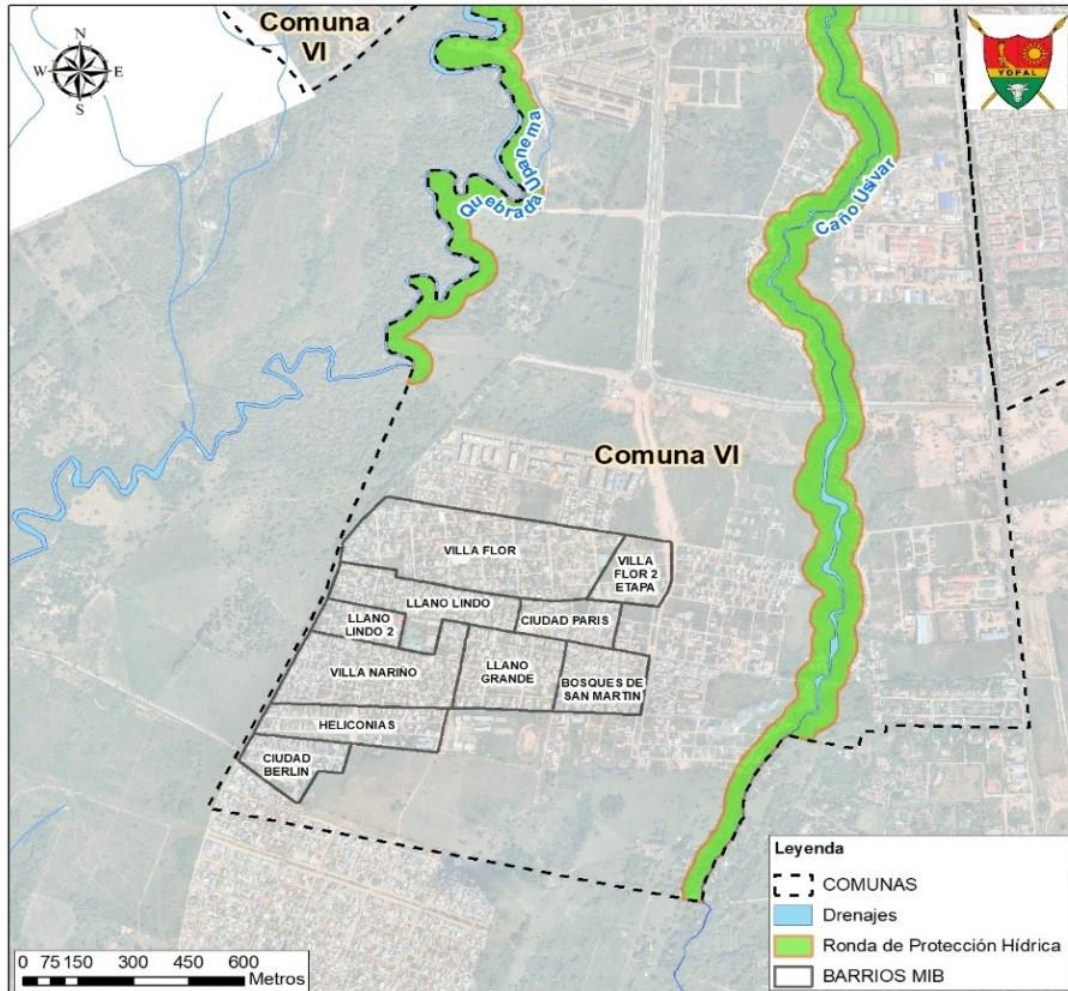 Comuna
VI
N
W
E
S
YOPAL
Quebrada Upanema
Caño Usivar
Comuna VI
VILLA FLOR
VILLA
FLOR 2
ETAPA
LLANO LINDO
CIUDAD PARIS
LLANO
LINDO 2
VILLA NARIÑO
LLANO
GRANDE
BOSQUES DE
SAN MARTIN
HELICONIAS
CIUDAD
BERLIN
Leyenda
COMUNAS
Drenajes
Ronda de Protección Hídrica
BARRIOS MIB
0 75 150 300 450 600
Metros